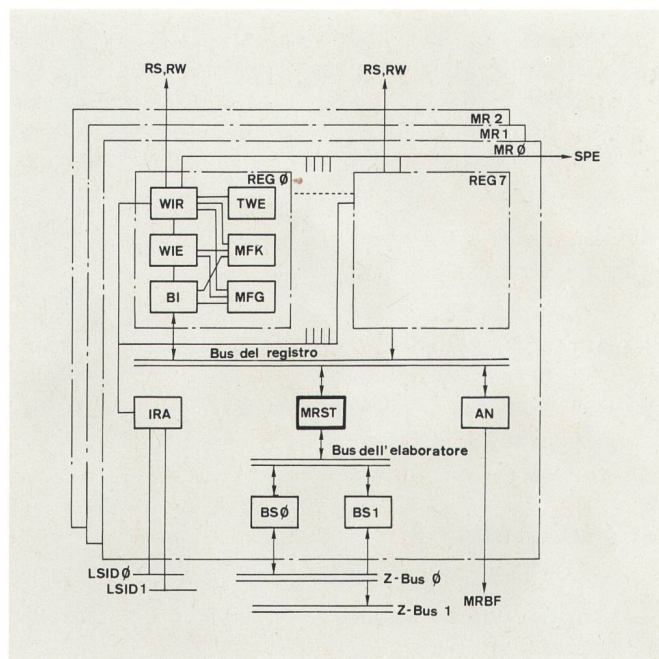 RS,RW RS,RW
MR 2
MR 1
MR Ø
SPE
REG Ø REG 7
WIR TWE
WIE MFK
BI MFG
Bus del registro
IRA MRST AN
Bus dell'elaboratore
BSØ BS1
LSIDØ Z-Bus Ø
LSID1 MRBF
Z-Bus 1